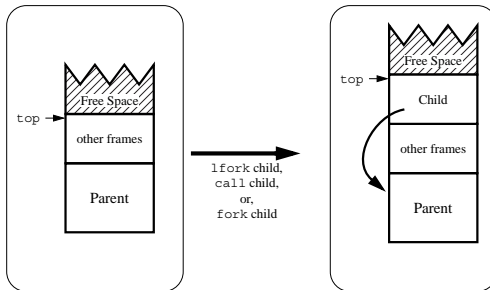 Free Space
top
other frames
Parent
lfork child,
call child,
or,
fork child
Free Space
top
Child
other frames
Parent